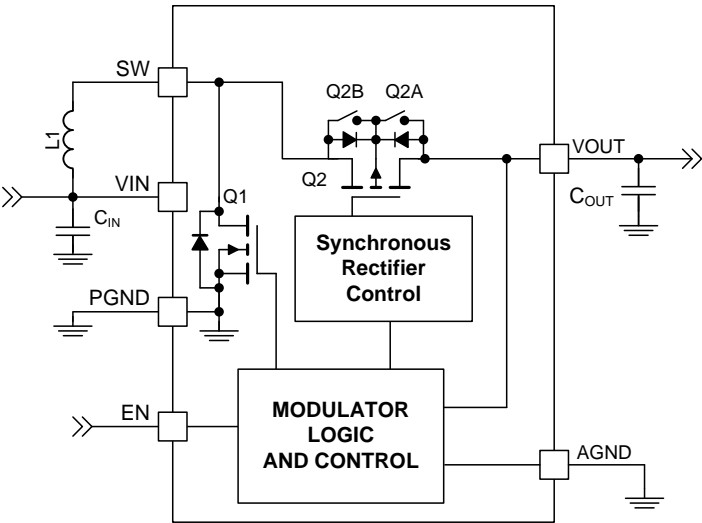 SW
Q2B Q2A
L1
VOUT
Q2
VIN
Q1
CIN
COUT
Synchronous
Rectifier
Control
PGND
MODULATOR
LOGIC
AND CONTROL
EN
AGND